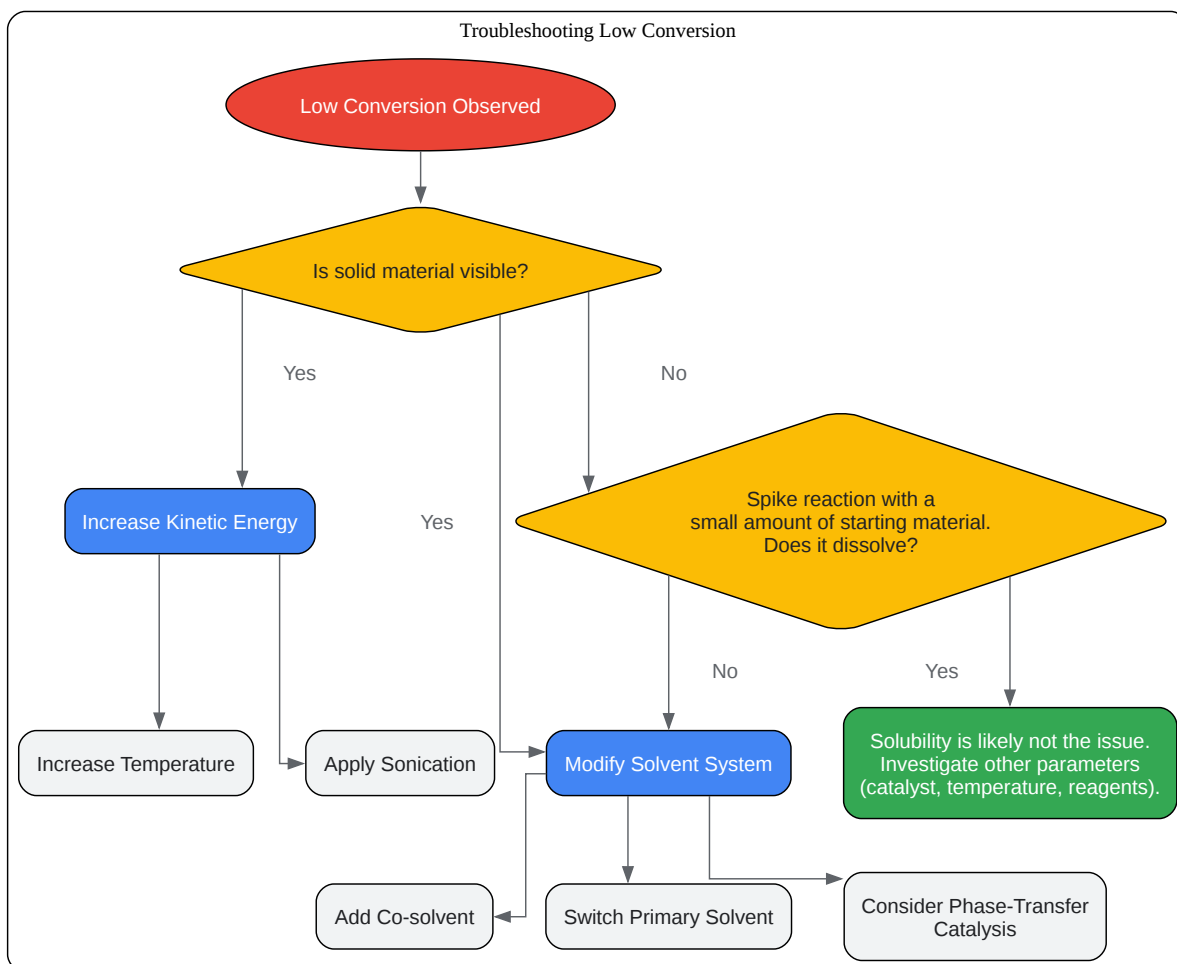 Troubleshooting Low Conversion
Low Conversion Observed
Is solid material visible?
Yes
No
Increase Kinetic Energy
Yes
Spike reaction with a
small amount of starting material.
Does it dissolve?
No
Yes
Increase Temperature
Apply Sonication
Modify Solvent System
Solubility is likely not the issue.
Investigate other parameters
(catalyst, temperature, reagents).
Add Co-solvent
Switch Primary Solvent
Consider Phase-Transfer
Catalysis